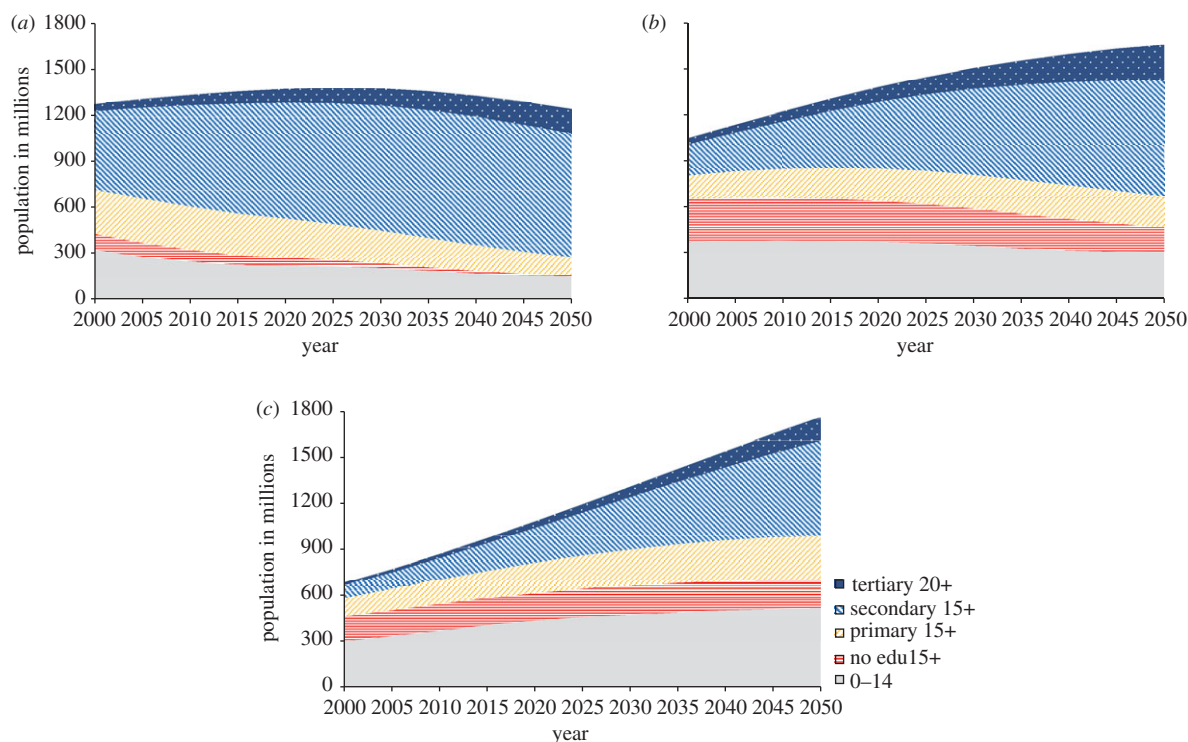 (a)
1800
1500
1200
900
600
300
0
population in millions
2000 2005 2010 2015 2020 2025 2030 2035 2040 2045 2050
year
(b)
2000 2005 2010 2015 2020 2025 2030 2035 2040 2045 2050
year
(c)
1800
1500
1200
900
600
300
0
population in millions
2000 2005 2010 2015 2020 2025 2030 2035 2040 2045 2050
year
tertiary 20+
secondary 15+
primary 15+
no edu15+
0–14